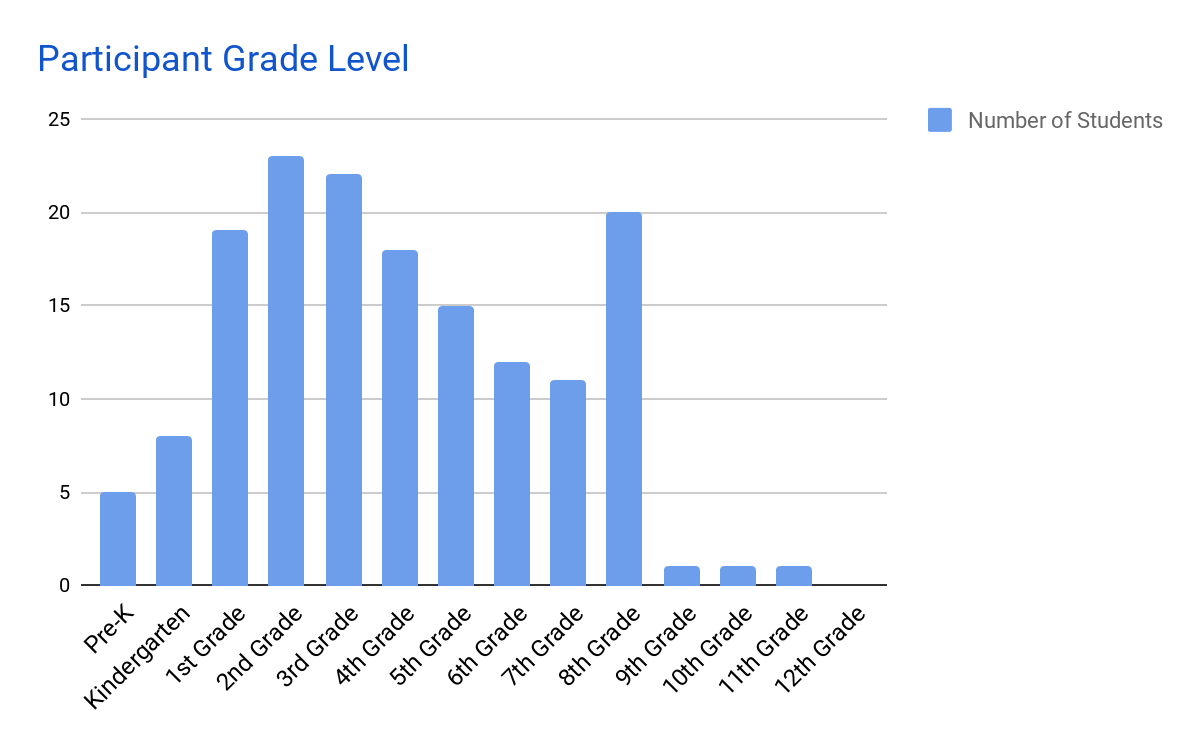 Participant Grade Level
Number of Students
25
20
15
10
5
0
Pre-K
Kindergarten
1st Grade
2nd Grade
3rd Grade
4th Grade
5th Grade
6th Grade
7th Grade
8th Grade
9th Grade
10th Grade
11th Grade
12th Grade